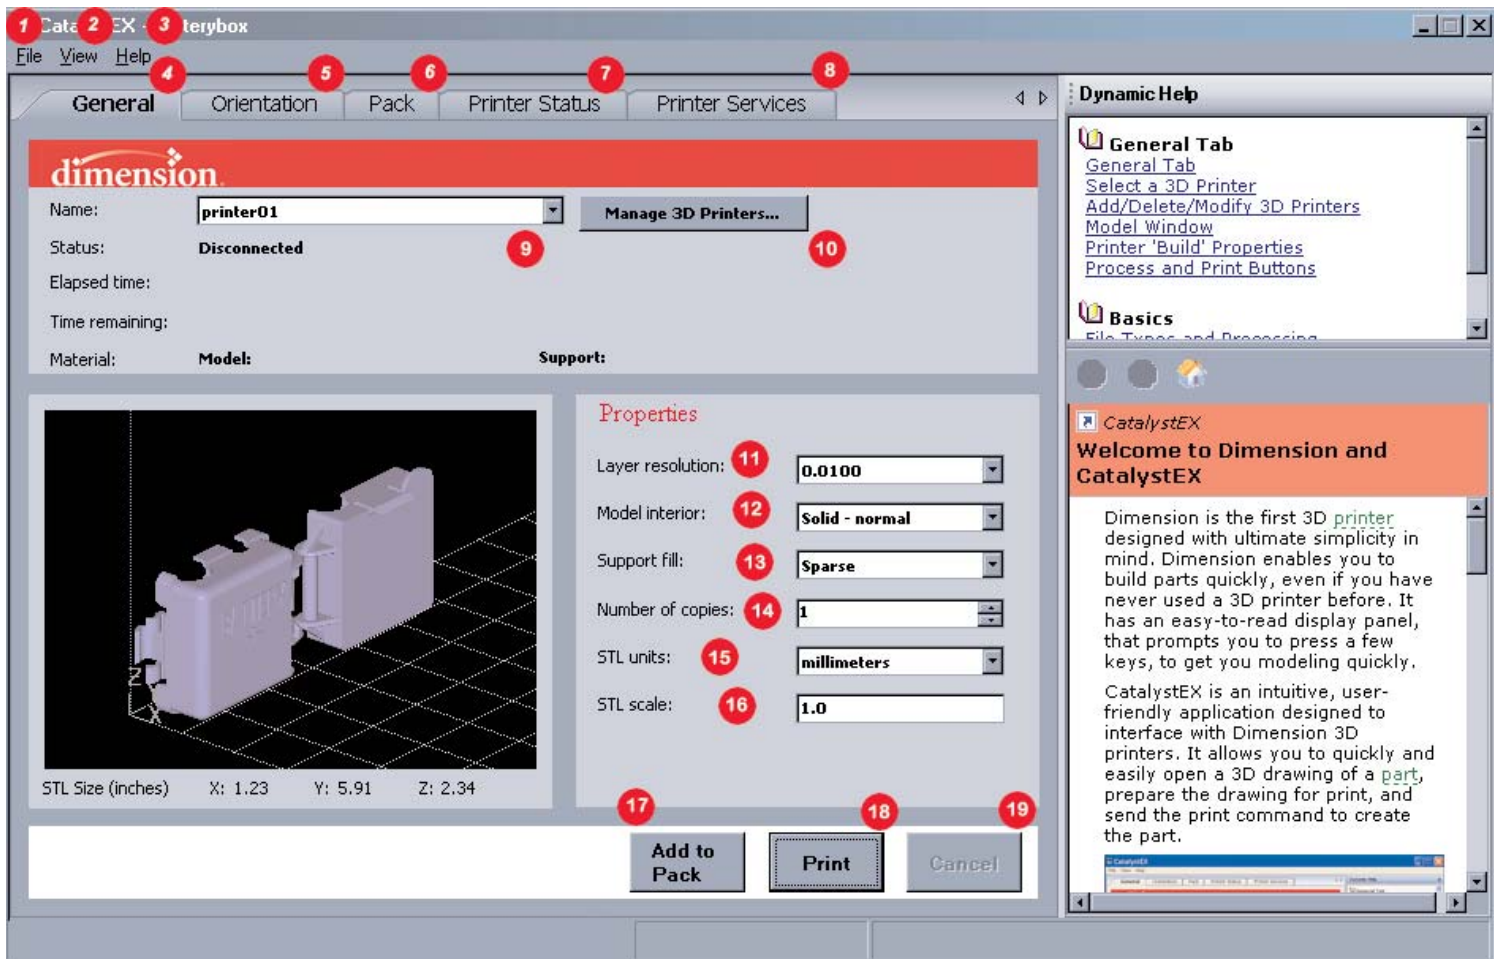 1 Cata 2 EX - 3 terybox
File View Help
4 5 6 7 8
General Orientation Pack Printer Status Printer Services
dimension
Name: printer01 Manage 3D Printers...
Status: Disconnected 9 10
Elapsed time:
Time remaining:
Material: Model: Support:
Z
X
STL Size (inches) X: 1.23 Y: 5.91 Z: 2.34
Properties
Layer resolution: 11 0.0100
Model interior: 12 Solid - normal
Support fill: 13 Sparse
Number of copies: 14 1
STL units: 15 millimeters
STL scale: 16 1.0
17 18 19
Add to Pack Print Cancel
Dynamic Help
General Tab
General Tab
Select a 3D Printer
Add/Delete/Modify 3D Printers
Model Window
Printer 'Build' Properties
Process and Print Buttons
Basics
File Types and Processing
CatalystEX
Welcome to Dimension and
CatalystEX
Dimension is the first 3D printer
designed with ultimate simplicity in
mind. Dimension enables you to
build parts quickly, even if you have
never used a 3D printer before. It
has an easy-to-read display panel,
that prompts you to press a few
keys, to get you modeling quickly.
CatalystEX is an intuitive, user-
friendly application designed to
interface with Dimension 3D
printers. It allows you to quickly and
easily open a 3D drawing of a part,
prepare the drawing for print, and
send the print command to create
the part.